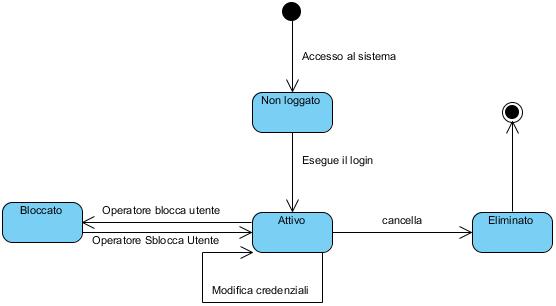 Accesso al sistema
Non loggato
Esegue il login
Bloccato
Operatore blocca utente
Attivo
cancella
Eliminato
Operatore Sblocca Utente
Modifica credenziali